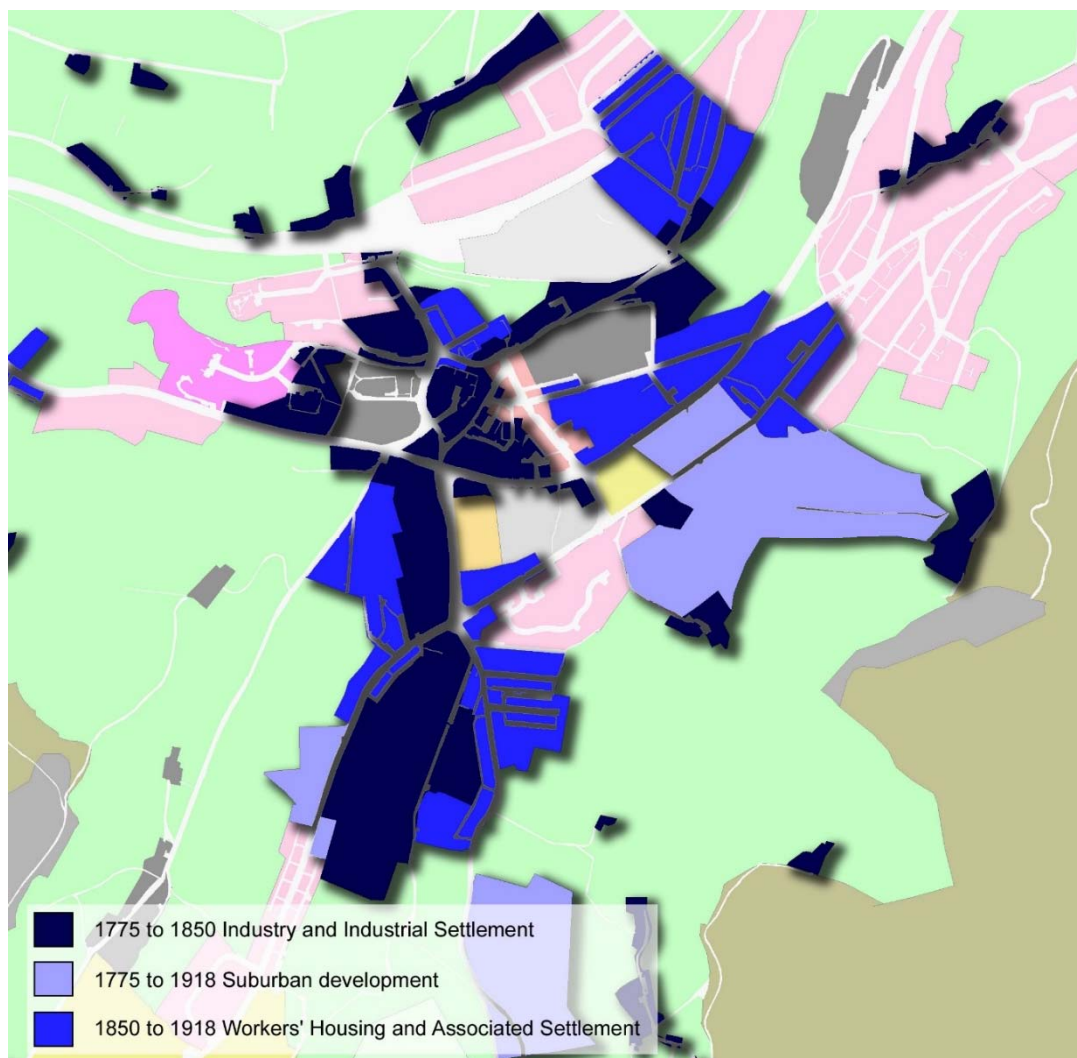 1775 to 1850 Industry and Industrial Settlement
1775 to 1918 Suburban development
1850 to 1918 Workers' Housing and Associated Settlement